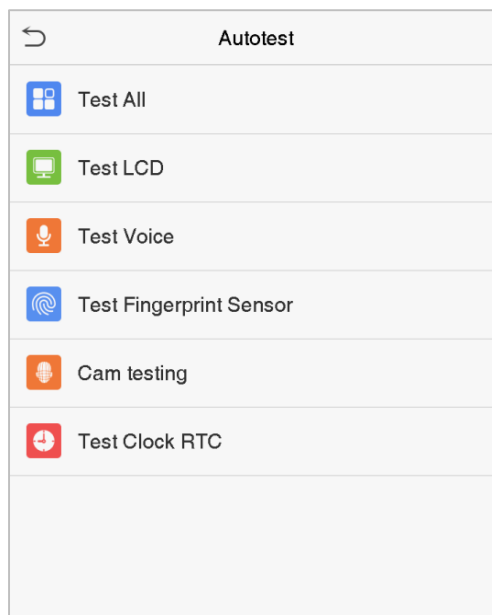 Autotest
Test All
Test LCD
Test Voice
Test Fingerprint Sensor
Cam testing
Test Clock RTC